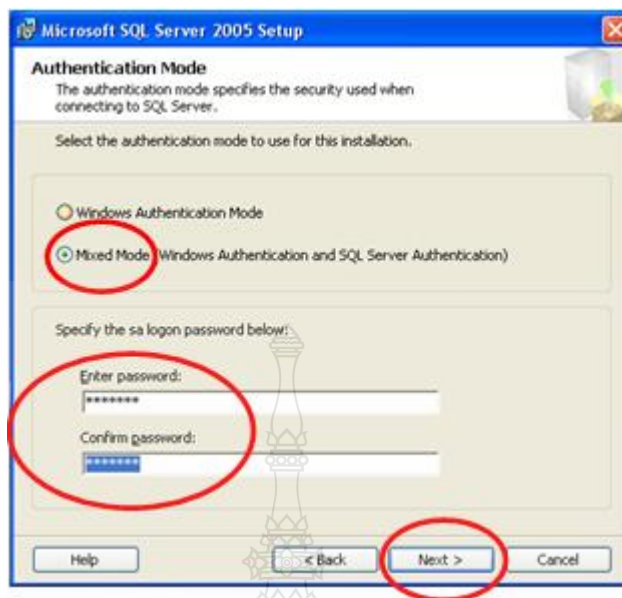 Microsoft SQL Server 2005 Setup
Authentication Mode
The authentication mode specifies the security used when
connecting to SQL Server.
Select the authentication mode to use for this installation.
Windows Authentication Mode
Mixed Mode (Windows Authentication and SQL Server Authentication)
Specify the sa logon password below:
Enter password:
*******
Confirm password:
*******
Help
< Back
Next >
Cancel